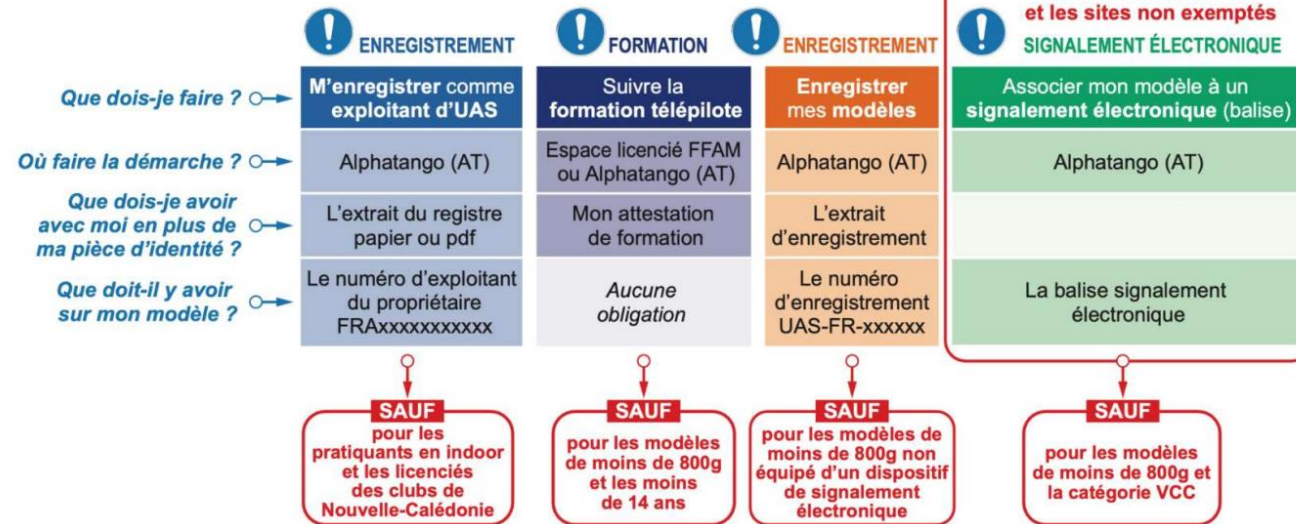 et les sites non exemptés
ENREGISTREMENT
FORMATION
ENREGISTREMENT
SIGNALEMENT ÉLECTRONIQUE
Que dois-je faire ?
M'enregistrer comme
exploitant d'UAS
Suivre la
formation télépilote
Enregistrer
mes modèles
Associer mon modèle à un
signalement électronique (balise)
Où faire la démarche ?
Alphatango (AT)
Espace licencié FFAM
ou Alphatango (AT)
Alphatango (AT)
Alphatango (AT)
Que dois-je avoir
avec moi en plus de
ma pièce d'identité ?
L'extrait du registre
papier ou pdf
Mon attestation
de formation
L'extrait
d'enregistrement
Que doit-il y avoir
sur mon modèle ?
Le numéro d'exploitant
du propriétaire
FRAxxxxxxxxxxx
Aucune
obligation
Le numéro
d'enregistrement
UAS-FR-xxxxxx
La balise signalement
électronique
SAUF
pour les
pratiquants en indoor
et les licenciés
des clubs de
Nouvelle-Calédonie
SAUF
pour les modèles
de moins de 800g
et les moins
de 14 ans
SAUF
pour les modèles de
moins de 800g non
équipé d'un dispositif
de signalement
électronique
SAUF
pour les modèles
de moins de 800g et
la catégorie VCC